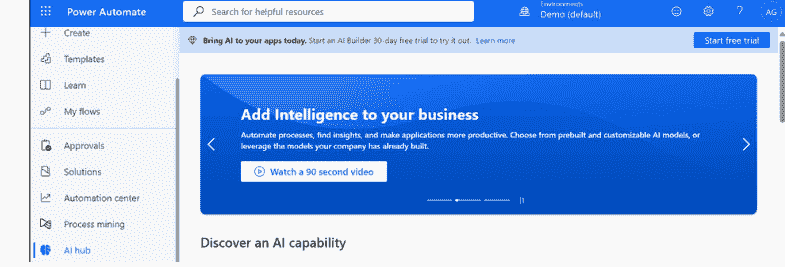 Power Automate
Search for helpful resources
Environments
Demo (default)
AG
Create
Templates
Learn
My flows
Approvals
Solutions
Automation center
Process mining
AI hub
Bring AI to your apps today. Start an AI Builder 30-day free trial to try it out. Learn more
Start free trial
Add Intelligence to your business
Automate processes, find insights, and make applications more productive. Choose from prebuilt and customizable AI models, or
leverage the models your company has already built.
Watch a 90 second video
Discover an AI capability